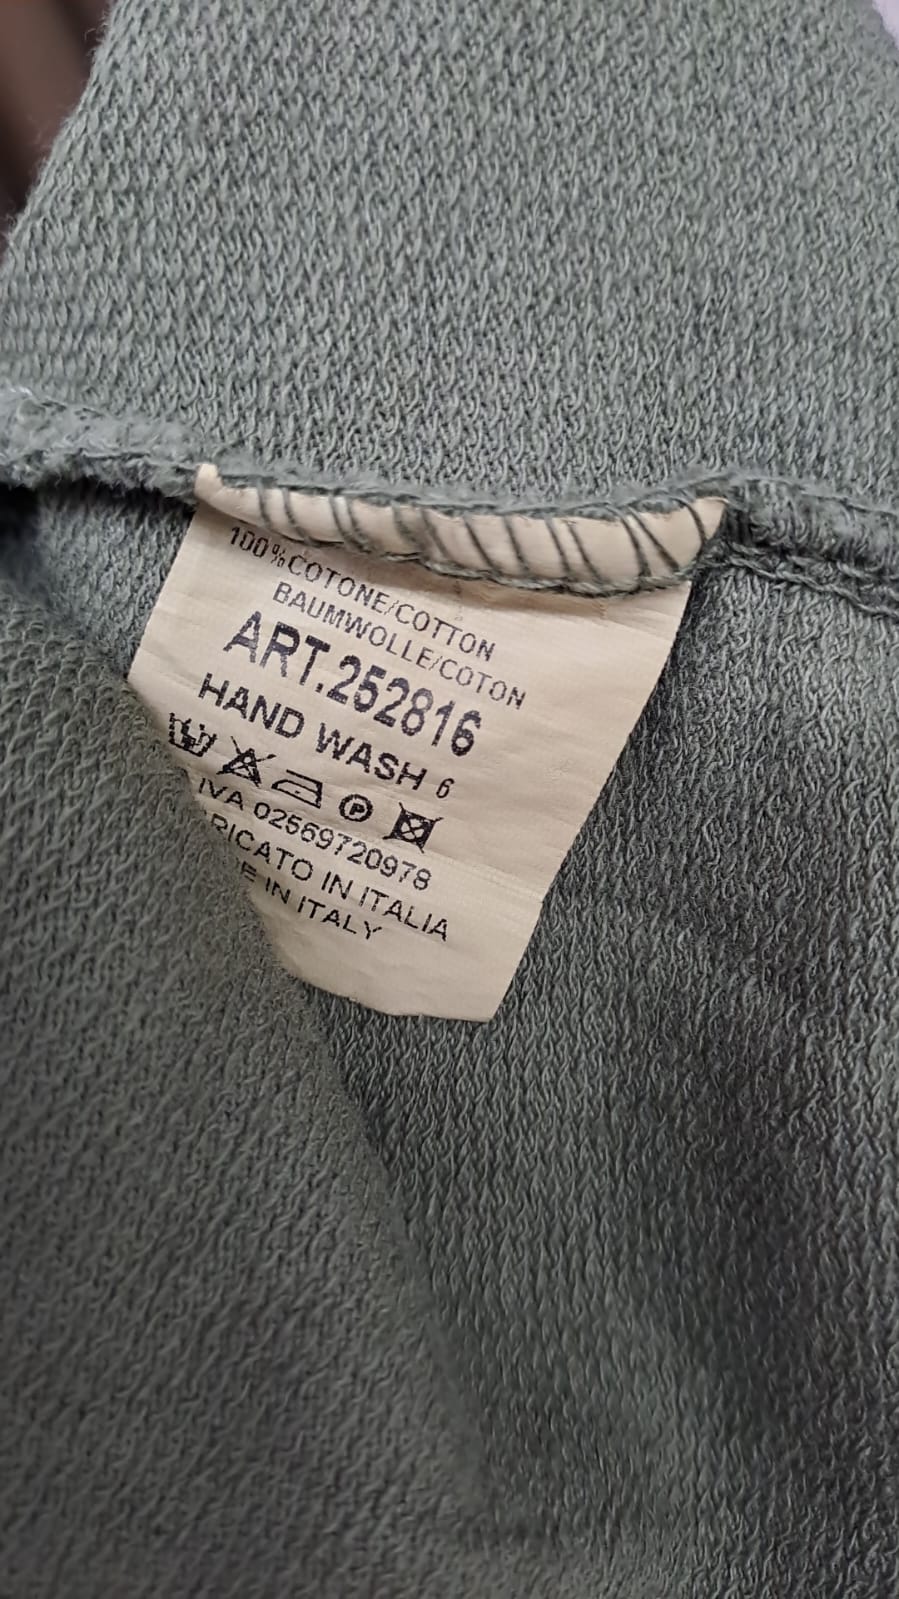 100%COTONE/COTTON
BAUMWOLLE/COTON
ART.252816
HAND WASH 6
P
IVA 02569720978
RICATO IN ITALIA
E IN ITALY